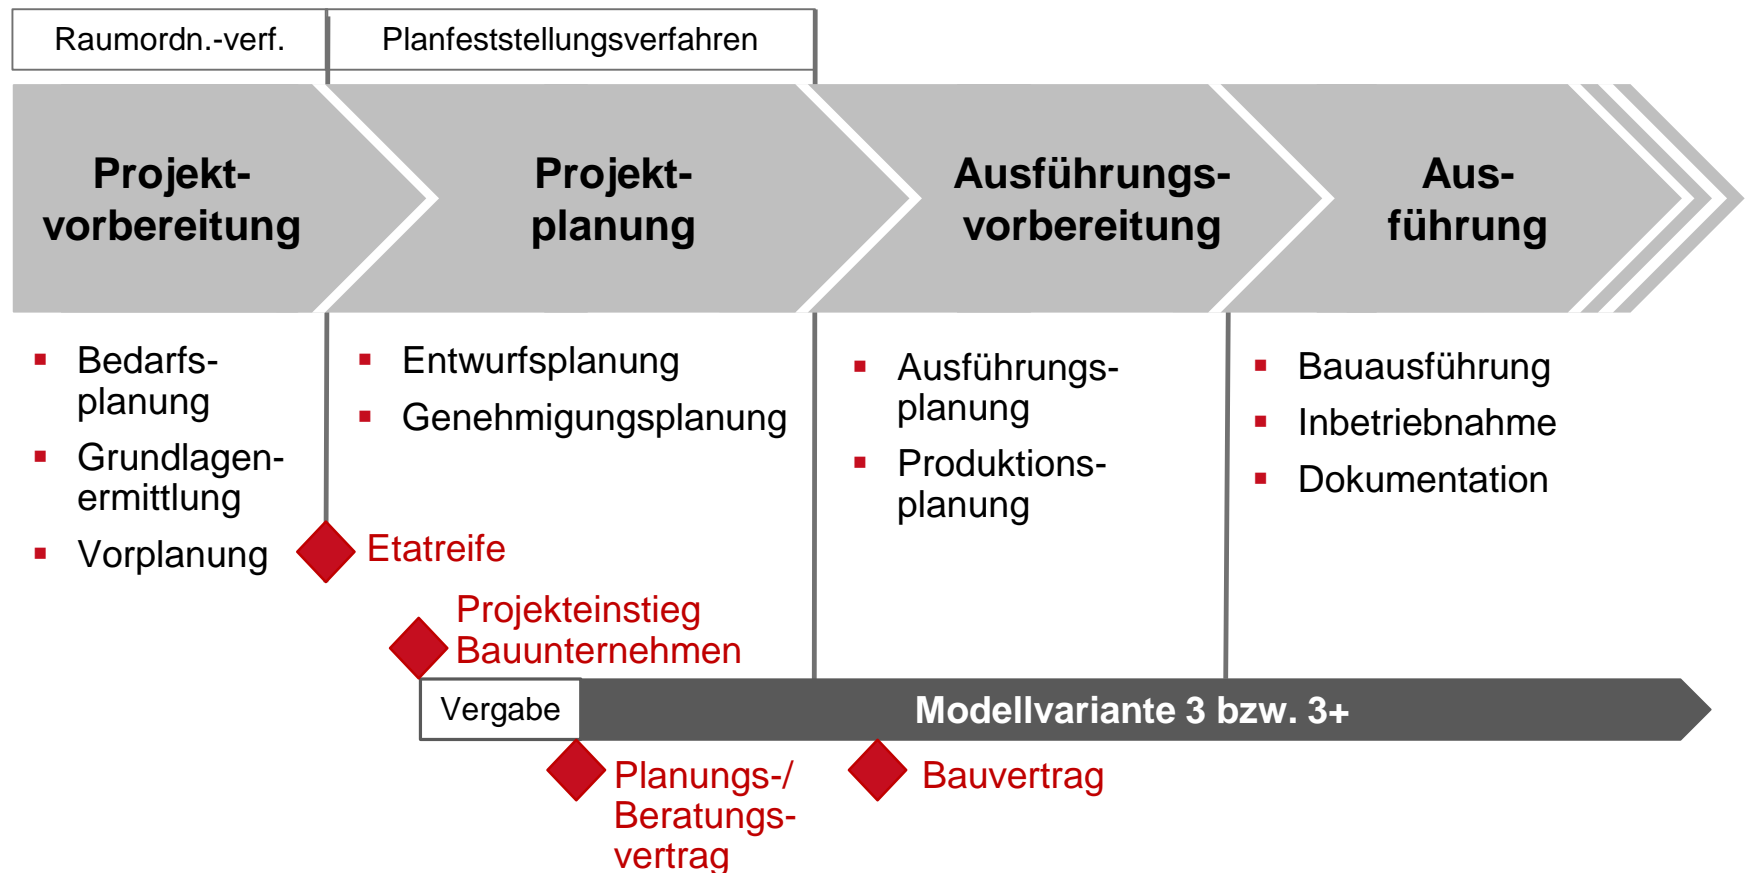 Raumordn.-verf.
Planfeststellungsverfahren
Projekt-
vorbereitung
Projekt-
planung
Ausführungs-
vorbereitung
Aus-
führung
Bedarfs-
planung
Grundlagen-
ermittlung
Vorplanung
Entwurfsplanung
Genehmigungsplanung
Ausführungs-
planung
Produktions-
planung
Bauausführung
Inbetriebnahme
Dokumentation
Etatreife
Projekteinstieg
Bauunternehmen
Vergabe
Modellvariante 3 bzw. 3+
Planungs-/
Beratungs-
vertrag
Bauvertrag